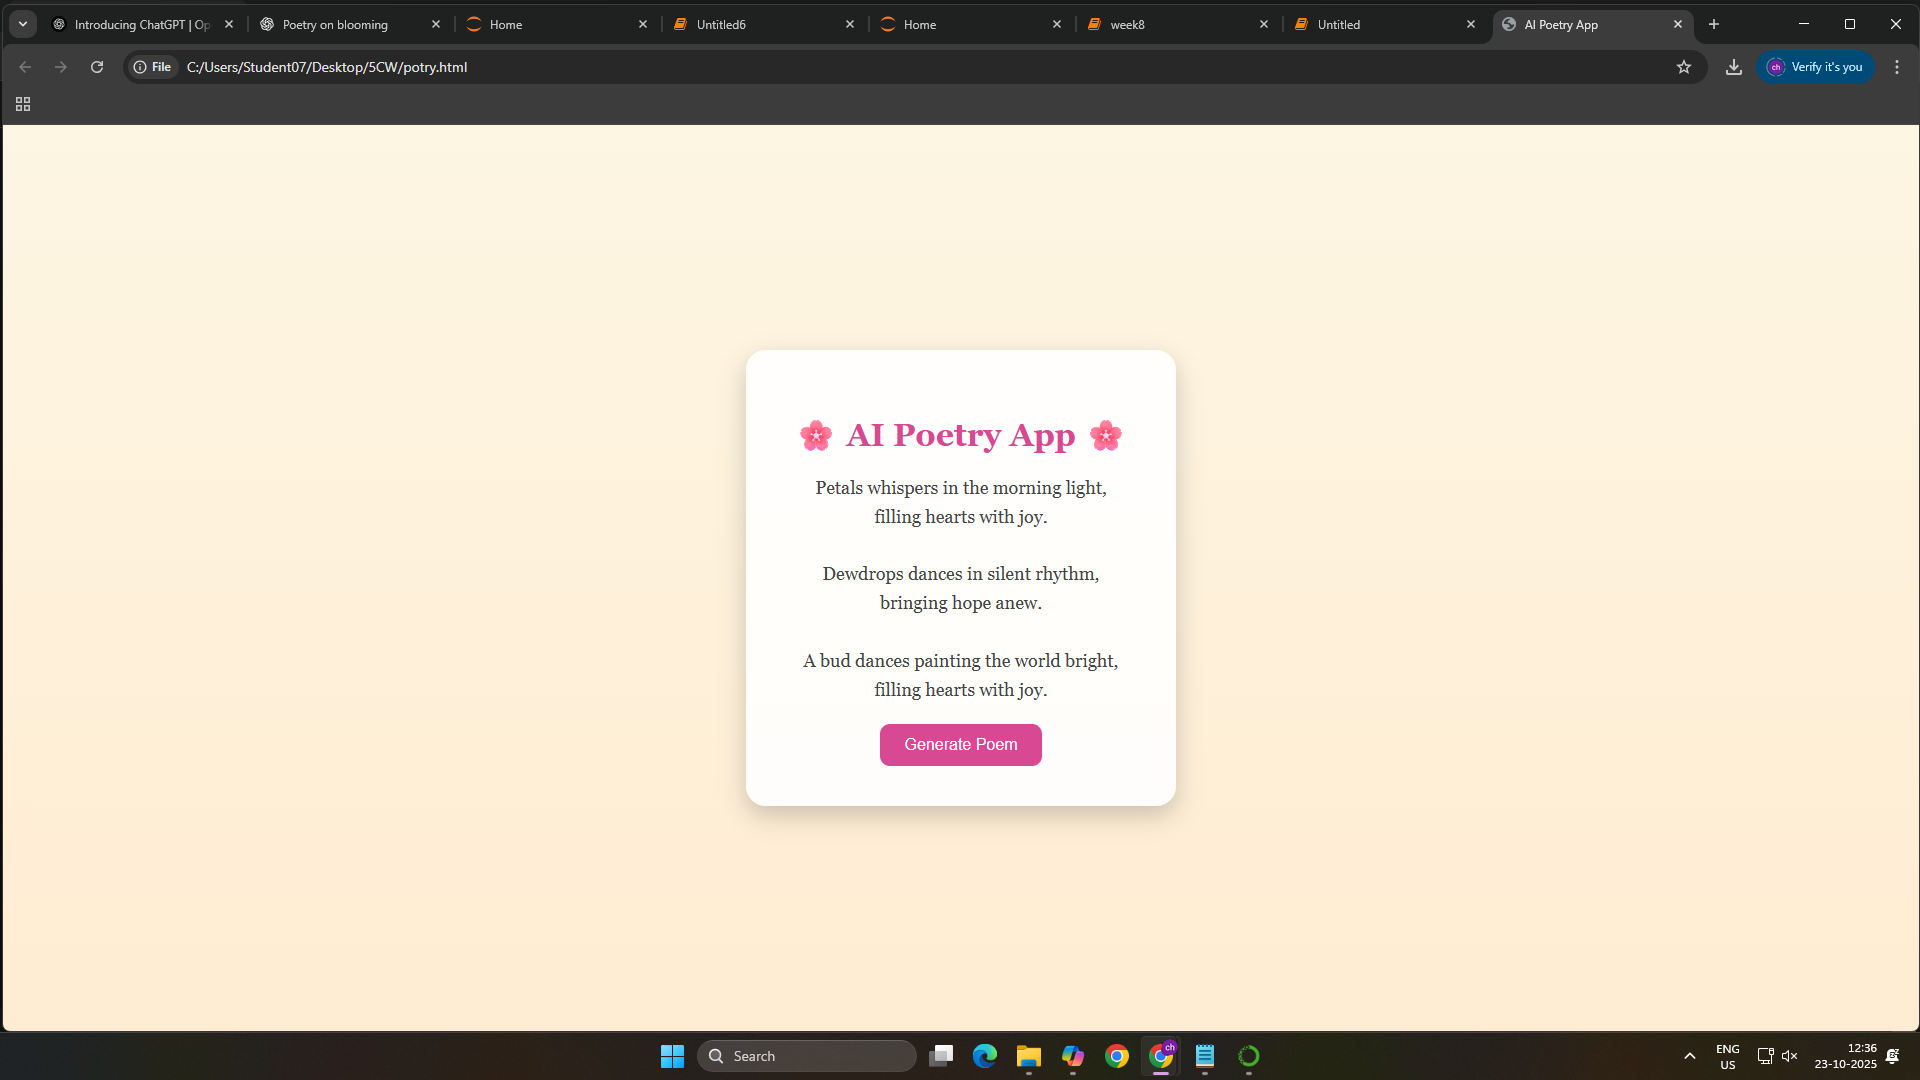 Introducing ChatGPT | Op
Poetry on blooming
Home
Untitled6
Home
week8
Untitled
AI Poetry App
File
C:/Users/Student07/Desktop/5CW/potry.html
ch
Verify it's you
AI Poetry App
Petals whispers in the morning light,
filling hearts with joy.
Dewdrops dances in silent rhythm,
bringing hope anew.
A bud dances painting the world bright,
filling hearts with joy.
Generate Poem
Search
ch
ENG
US
12:36
23-10-2025